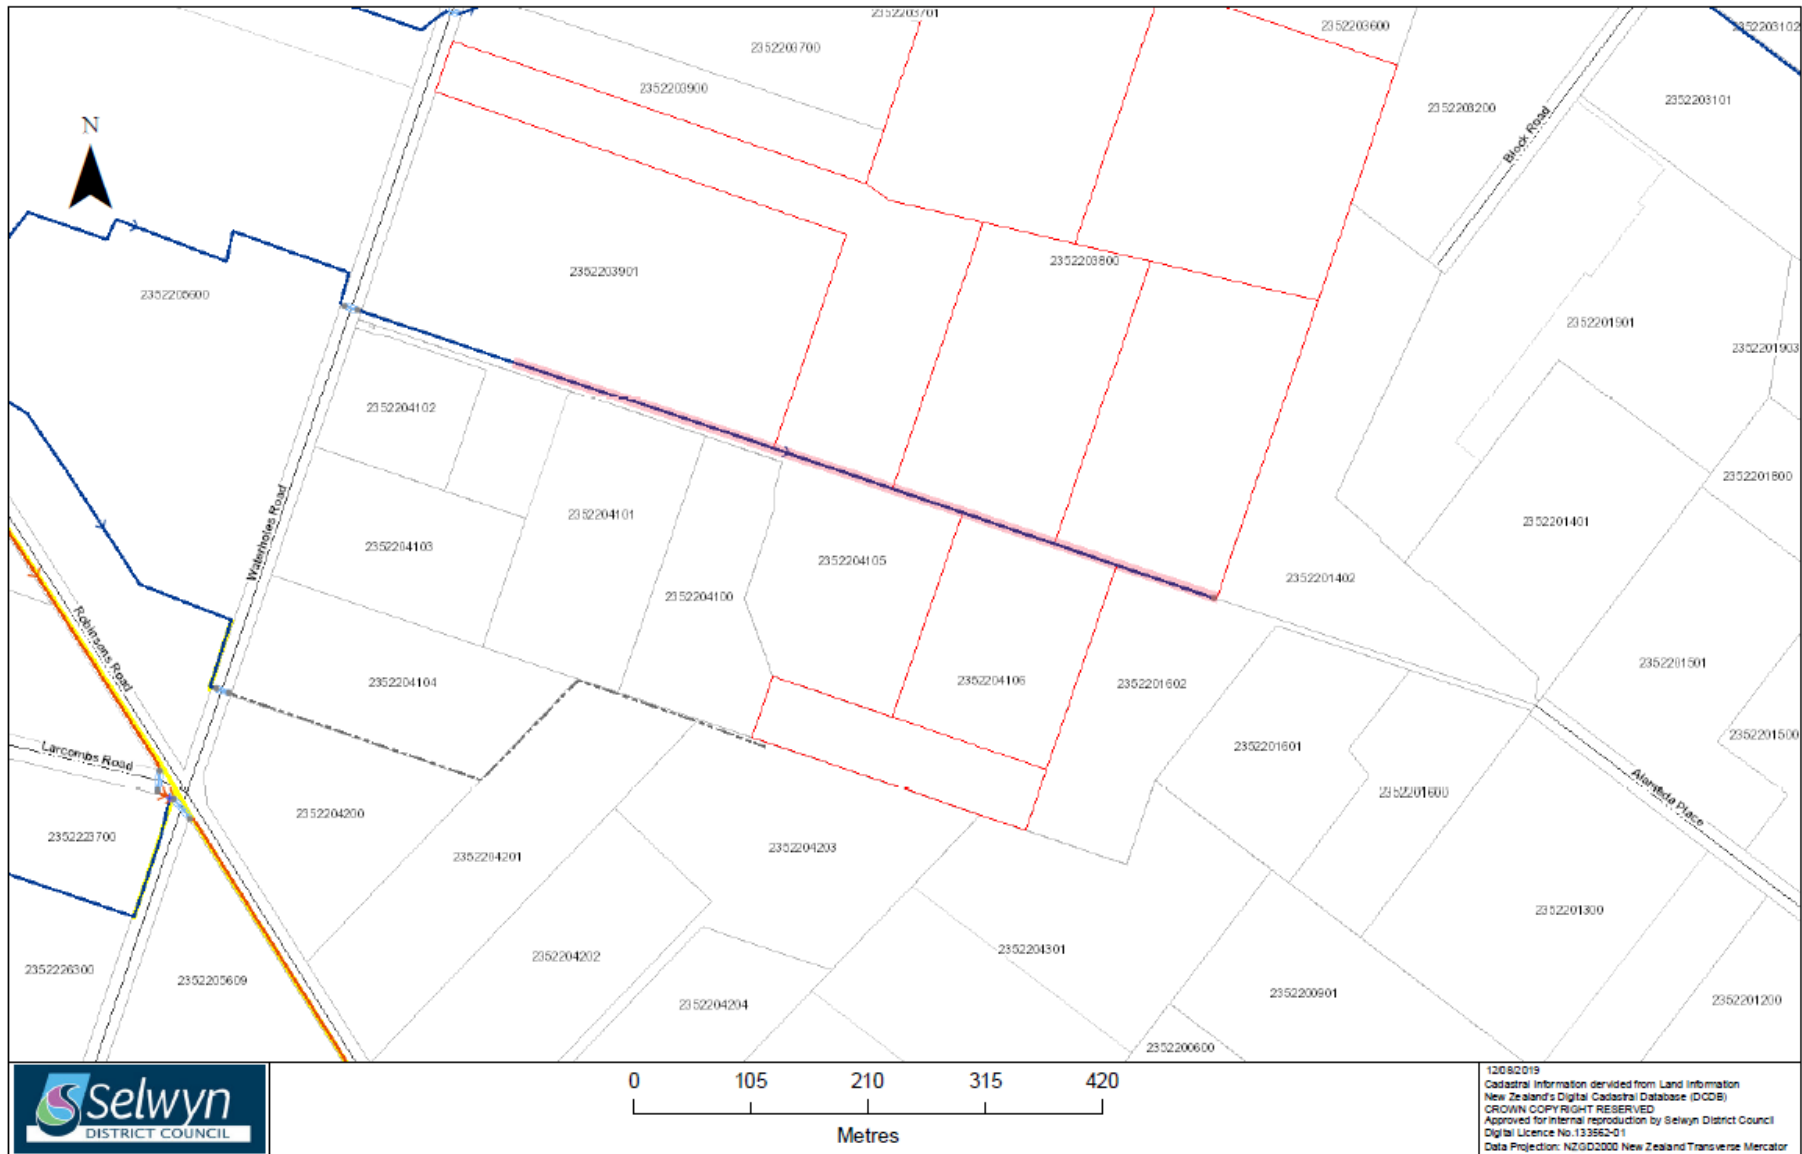 2352203701
2352203600
2352203102
2352203700
2352203900
2352203200
2352203101
Block Road
N
2352203901
2352203800
2352205600
2352201901
2352201903
2352204102
2352201800
2352204101
2352201401
Waterholes Road
2352204103
2352204105
2352201402
2352204100
Robinsons Road
2352201501
2352204104
2352204106
2352201602
2352201601
2352201500
Larcombs Road
2352201600
Alameda Place
2352204200
2352223700
2352204201
2352204203
2352201300
2352204202
2352204301
2352226300
2352205609
2352204204
2352200901
2352201200
2352200600
Selwyn
DISTRICT COUNCIL
0 105 210 315 420
Metres
12/08/2019
Cadastral Information dervided from Land Information
New Zealand's Digital Cadastral Database (DCDB)
CROWN COPYRIGHT RESERVED
Approved for internal reproduction by Selwyn District Council
Digital Licence No.133562-01
Data Projection: NZGD2000 New Zealand Transverse Mercator